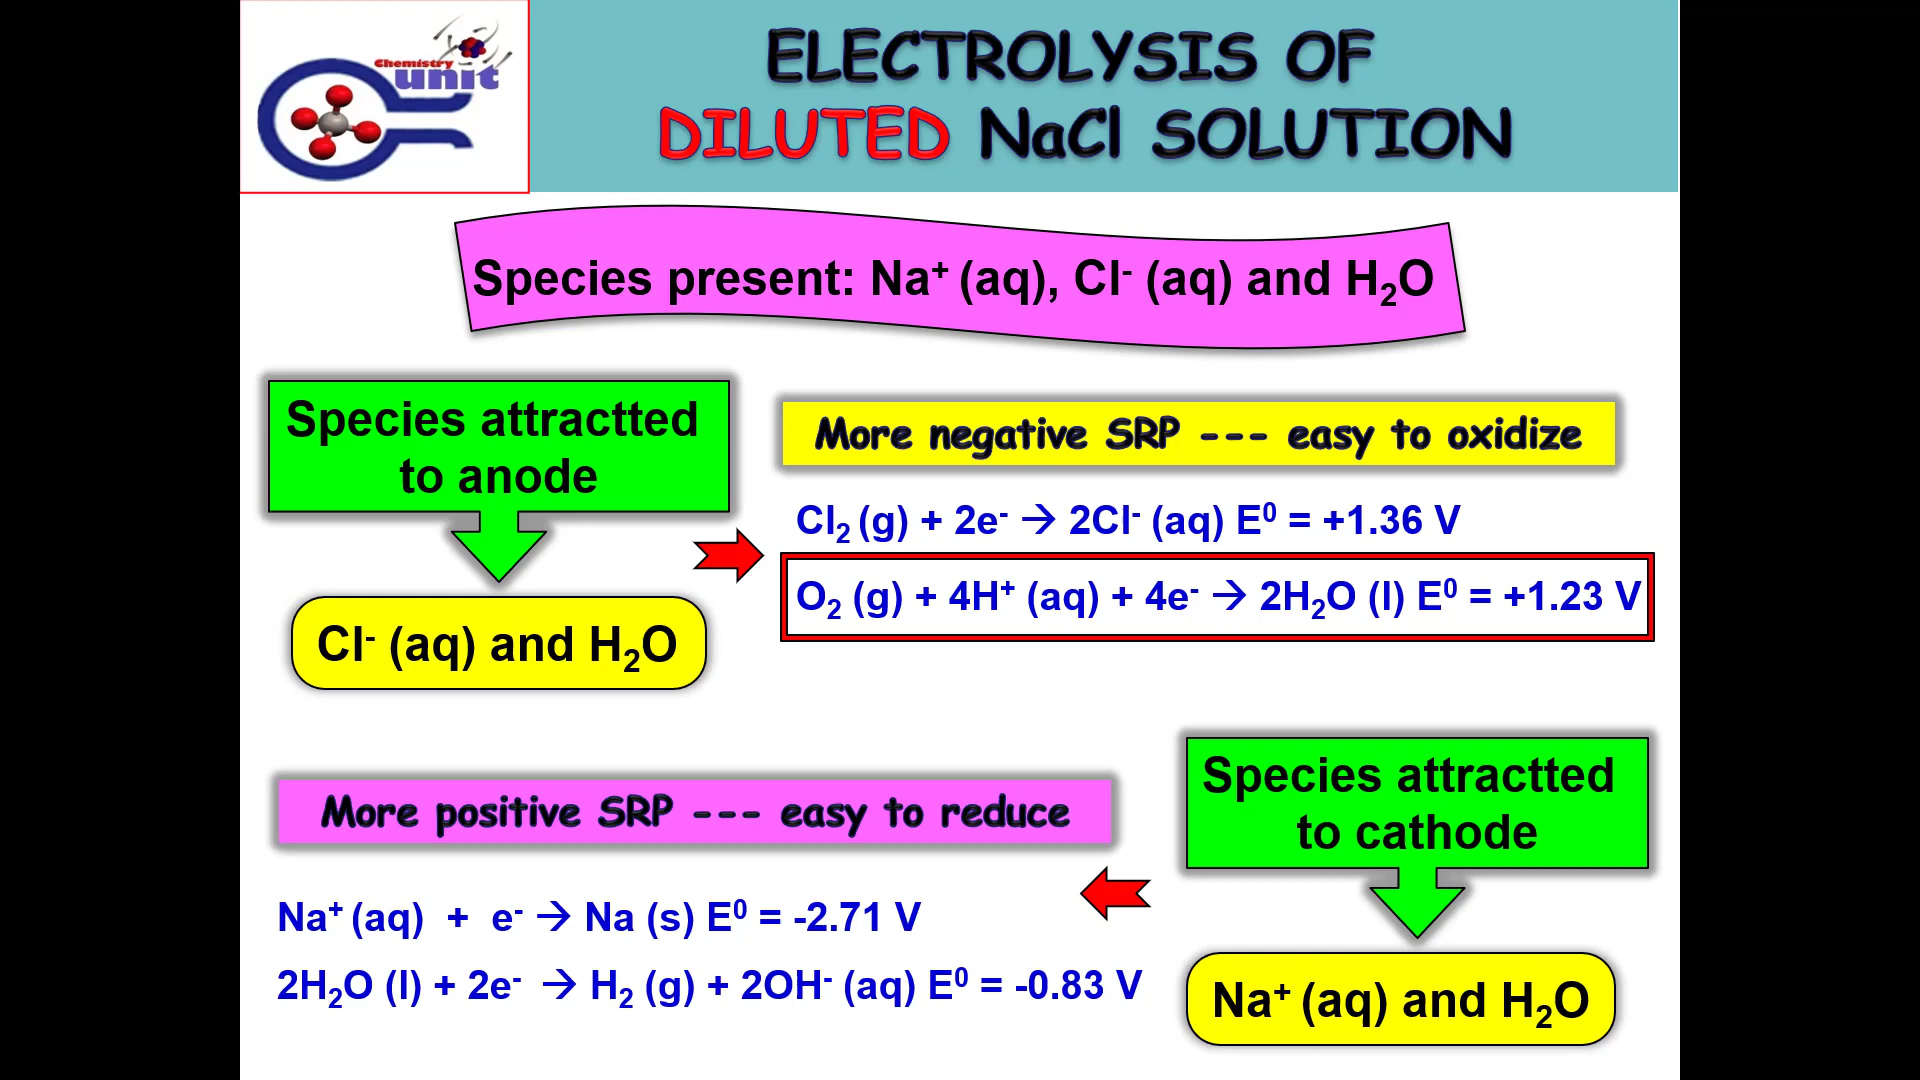 Chemistry
unit
ELECTROLYSIS OF
DILUTED NaCl SOLUTION
Species present: Na⁺ (aq), Cl⁻ (aq) and H₂O
Species attractted
to anode
More negative SRP --- easy to oxidize
Cl₂ (g) + 2e⁻ → 2Cl⁻ (aq) E⁰ = +1.36 V
O₂ (g) + 4H⁺ (aq) + 4e⁻ → 2H₂O (l) E⁰ = +1.23 V
Cl⁻ (aq) and H₂O
Species attractted
to cathode
More positive SRP --- easy to reduce
Na⁺ (aq) + e⁻ → Na (s) E⁰ = -2.71 V
2H₂O (l) + 2e⁻ → H₂ (g) + 2OH⁻ (aq) E⁰ = -0.83 V
Na⁺ (aq) and H₂O